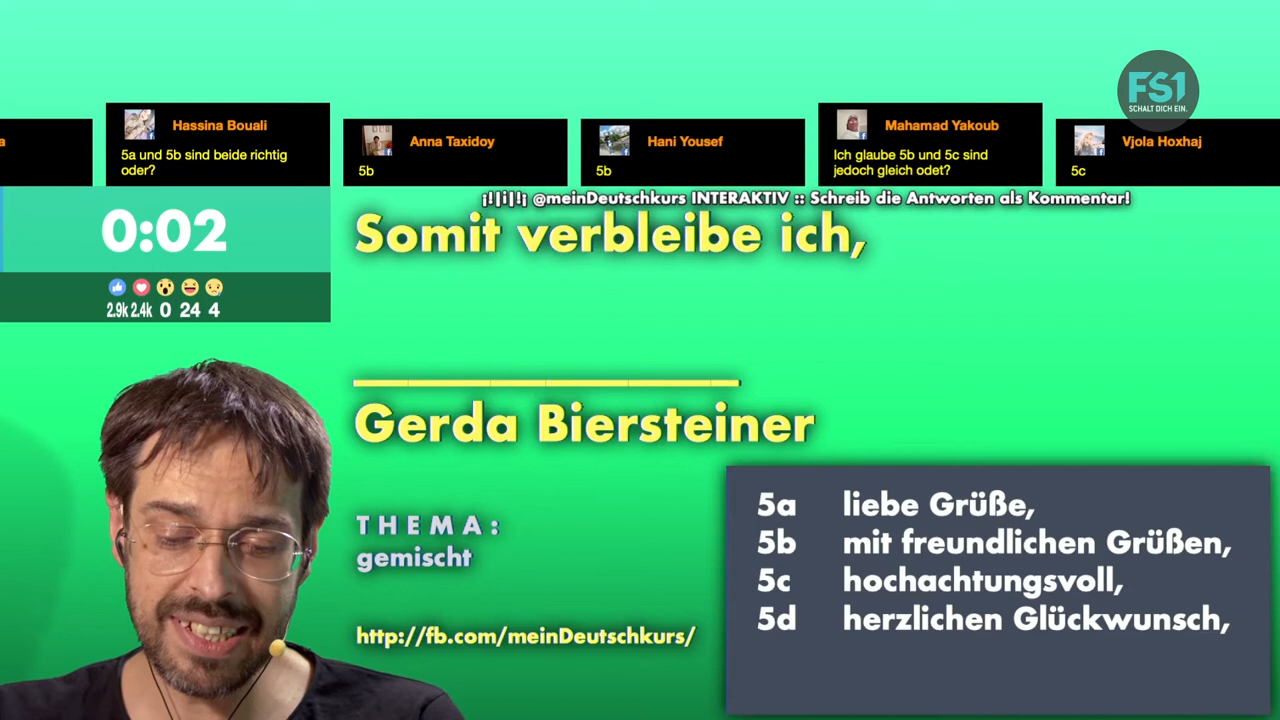 FS1
SCHALT DICH EIN.
a
Hassina Bouali
5a und 5b sind beide richtig
oder?
Anna Taxidoy
5b
Hani Yousef
5b
Mahamad Yakoub
Ich glaube 5b und 5c sind
jedoch gleich odet?
Vjola Hoxhaj
5c
¡!|i|!¡ @meinDeutschkurs INTERAKTIV :: Schreib die Antworten als Kommentar!
0:02
2.9k 2.4k 0 24 4
Somit verbleibe ich,
Gerda Biersteiner
THEMA:
gemischt
http://fb.com/meinDeutschkurs/
5a liebe Grüße,
5b mit freundlichen Grüßen,
5c hochachtungsvoll,
5d herzlichen Glückwunsch,